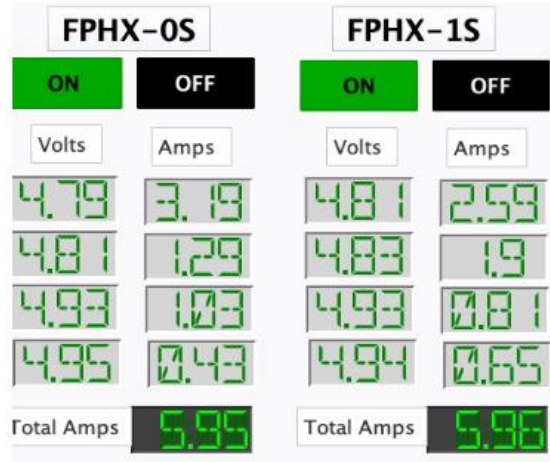 FPHX-0S FPHX-1S
ON OFF ON OFF
Volts Amps Volts Amps
4.79 3.19 4.81 2.59
4.81 1.29 4.83 1.9
4.93 1.03 4.93 0.81
4.95 0.43 4.94 0.65
Total Amps 5.95 Total Amps 5.96